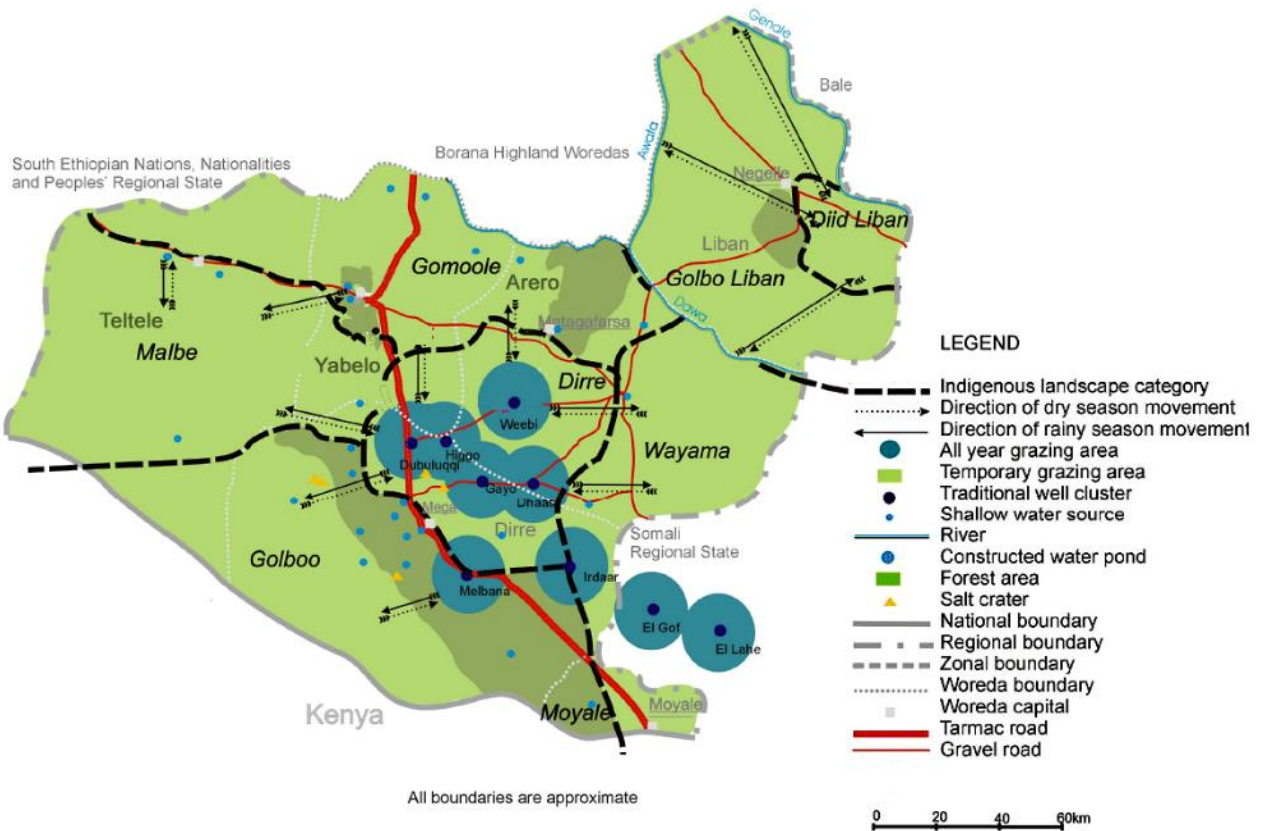 Genale
Bale
Awata
Borana Highland Woredas
South Ethiopian Nations, Nationalities
and Peoples' Regional State
Negelle
Diid Liban
Liban
Gomoole
Golbo Liban
Arero
Dawa
Teltele
Matagafarsa
Malbe
Yabelo
Dirre
Weebi
Wayama
Higgo
Dubuluqqi
Gayo
Dhaas
Mega
Dirre
Somali
Regional State
Golboo
Melbana
Irdaar
El Gof
El Lahe
Kenya
Moyale
Moyale
LEGEND
Indigenous landscape category
Direction of dry season movement
Direction of rainy season movement
All year grazing area
Temporary grazing area
Traditional well cluster
Shallow water source
River
Constructed water pond
Forest area
Salt crater
National boundary
Regional boundary
Zonal boundary
Woreda boundary
Woreda capital
Tarmac road
Gravel road
All boundaries are approximate
0 20 40 60km